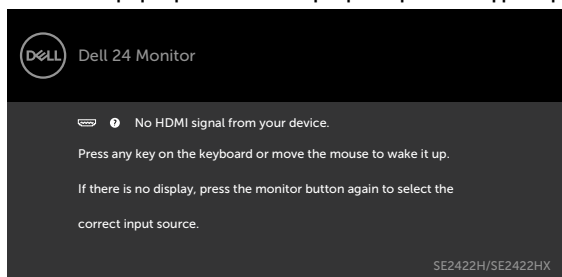 DELL
Dell 24 Monitor
? No HDMI signal from your device.
Press any key on the keyboard or move the mouse to wake it up.
If there is no display, press the monitor button again to select the
correct input source.
SE2422H/SE2422HX